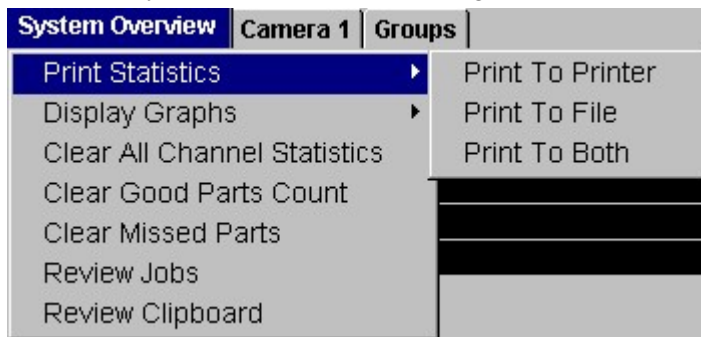 System Overview Camera 1 Groups
Print Statistics
Display Graphs
Clear All Channel Statistics
Clear Good Parts Count
Clear Missed Parts
Review Jobs
Review Clipboard
Print To Printer
Print To File
Print To Both